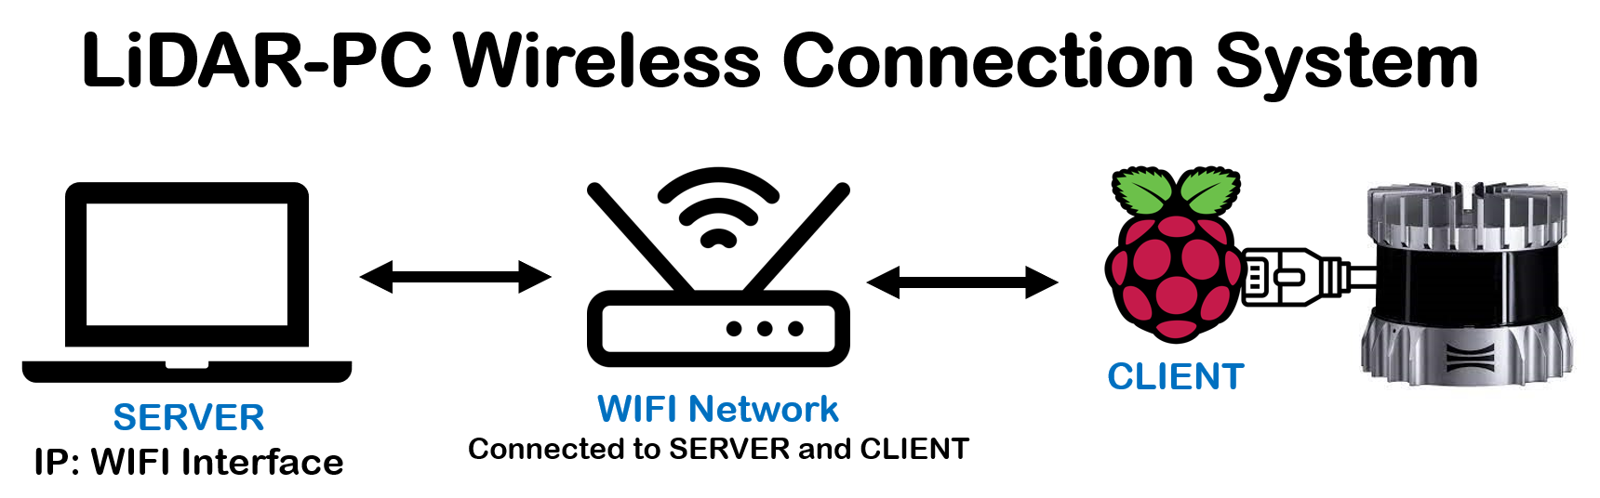 LiDAR-PC Wireless Connection System
SERVER
IP: WIFI Interface
WIFI Network
Connected to SERVER and CLIENT
CLIENT